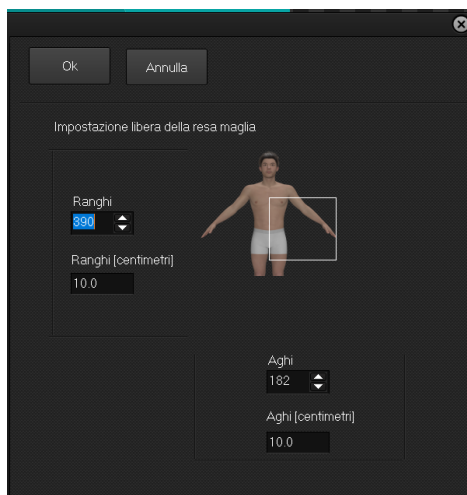 Ok
Annulla
Impostazione libera della resa maglia
Ranghi
390
Ranghi [centimetri]
10.0
Aghi
182
Aghi [centimetri]
10.0